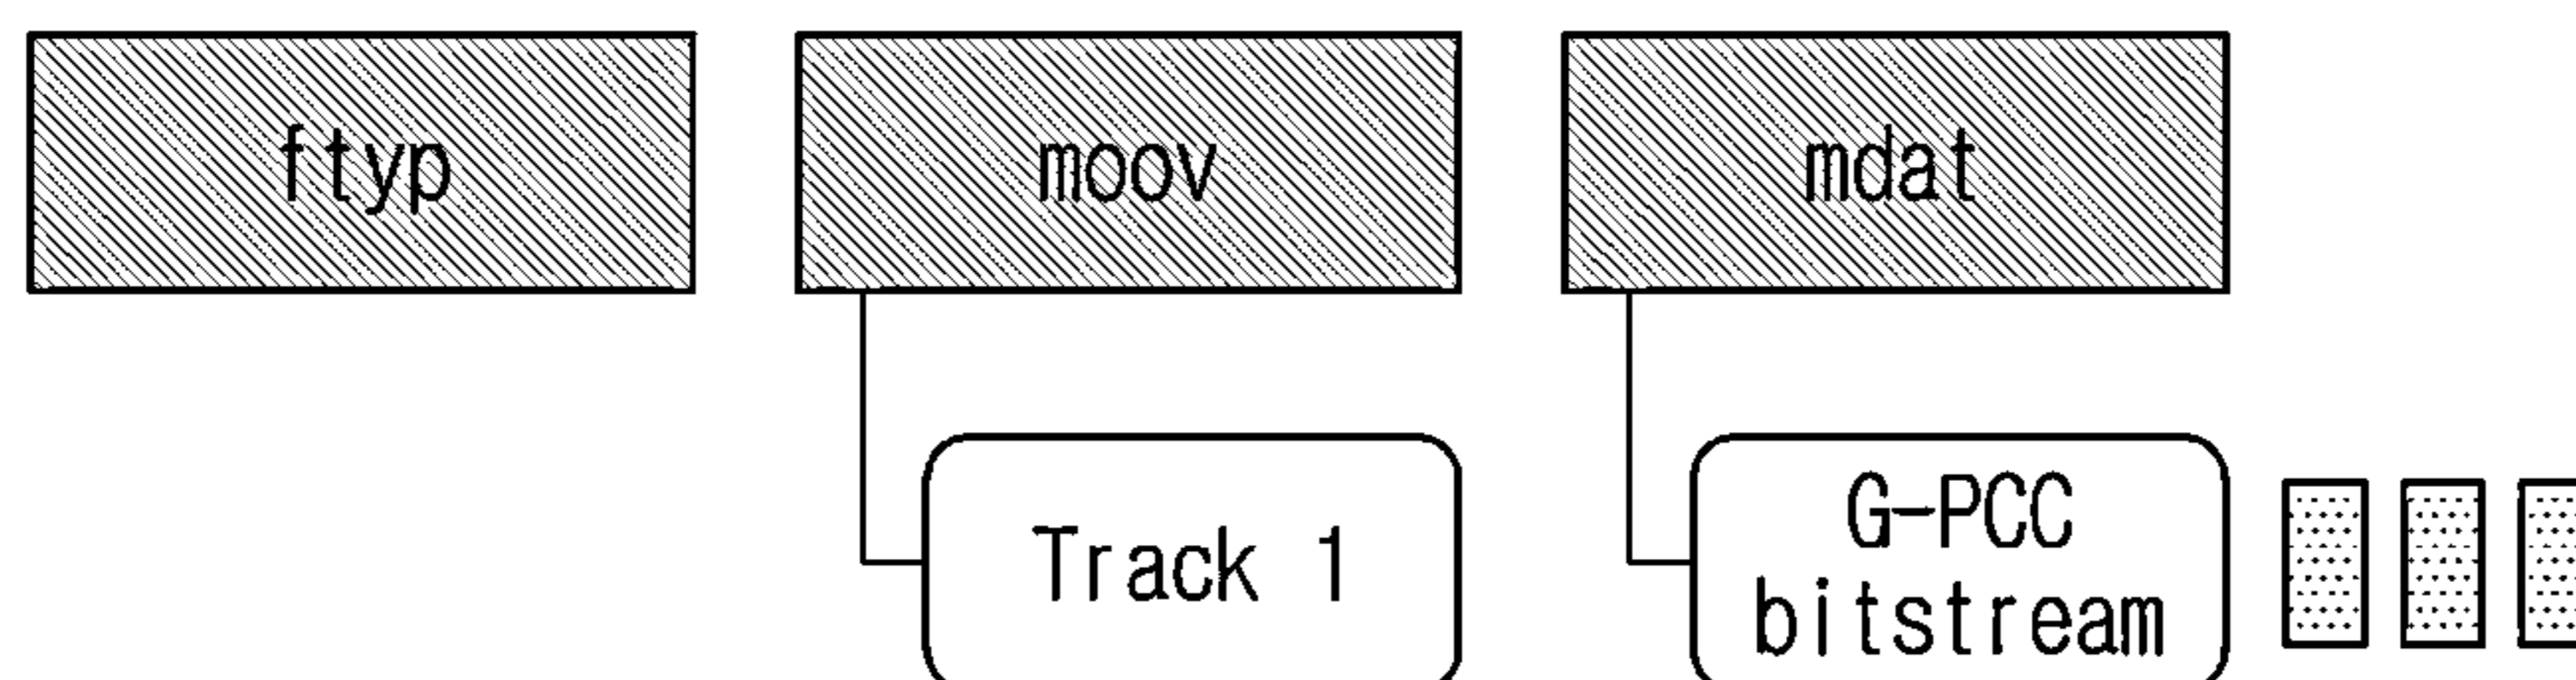 ftyp
moov
mdat
Track 1
G-PCC
bitstream